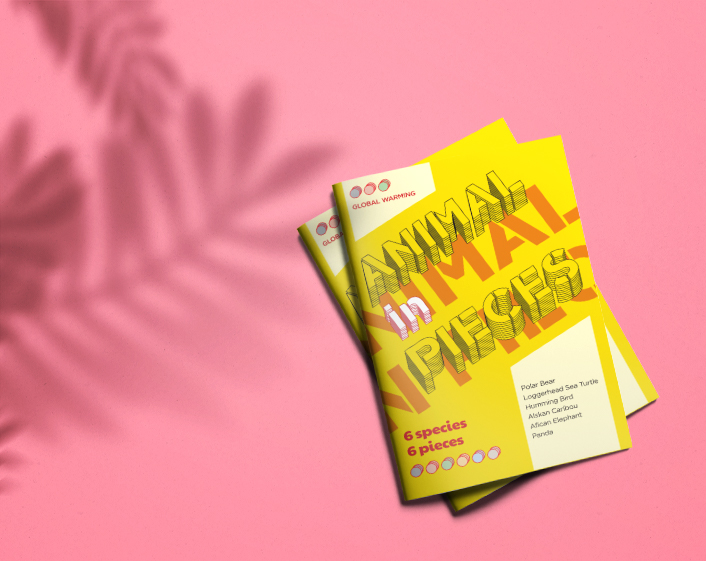 GLOBAL WARMING
ANIMAL
in
PIECES
Polar Bear
Loggerhead Sea Turtle
Humming Bird
Alskan Caribou
Afican Elephant
Panda
6 species
6 pieces